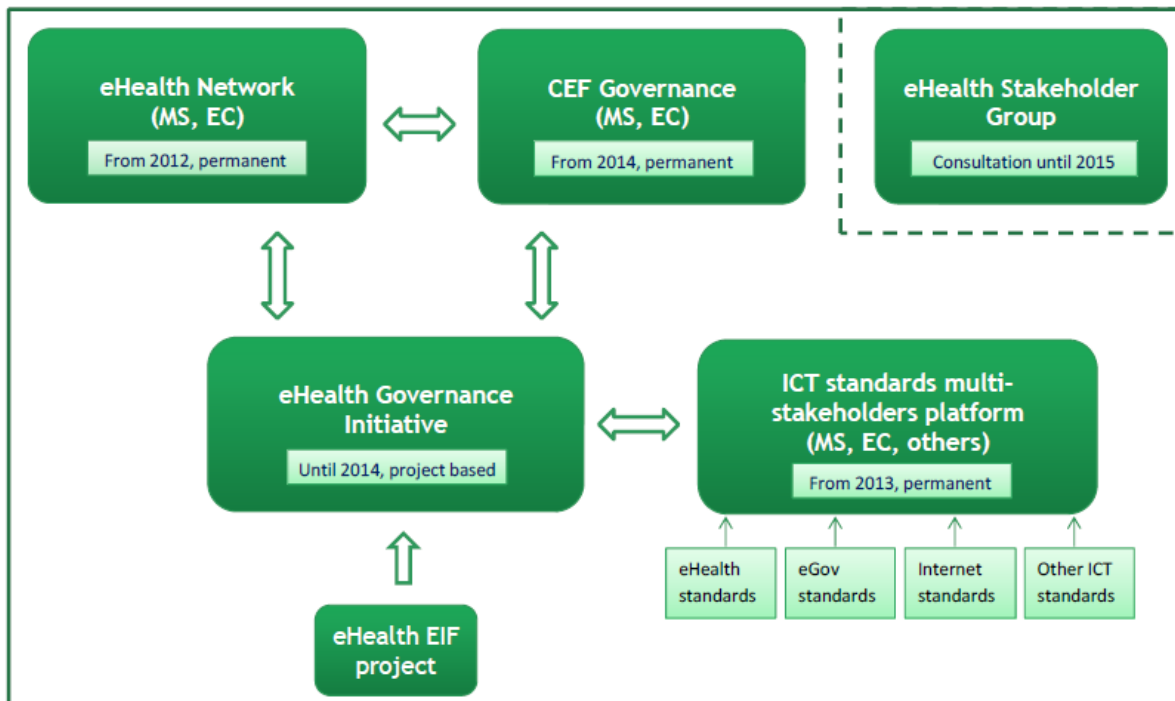 eHealth Network
(MS, EC)
From 2012, permanent
CEF Governance
(MS, EC)
From 2014, permanent
eHealth Stakeholder
Group
Consultation until 2015
eHealth Governance
Initiative
Until 2014, project based
ICT standards multi-
stakeholders platform
(MS, EC, others)
From 2013, permanent
eHealth
standards
eGov
standards
Internet
standards
Other ICT
standards
eHealth EIF
project